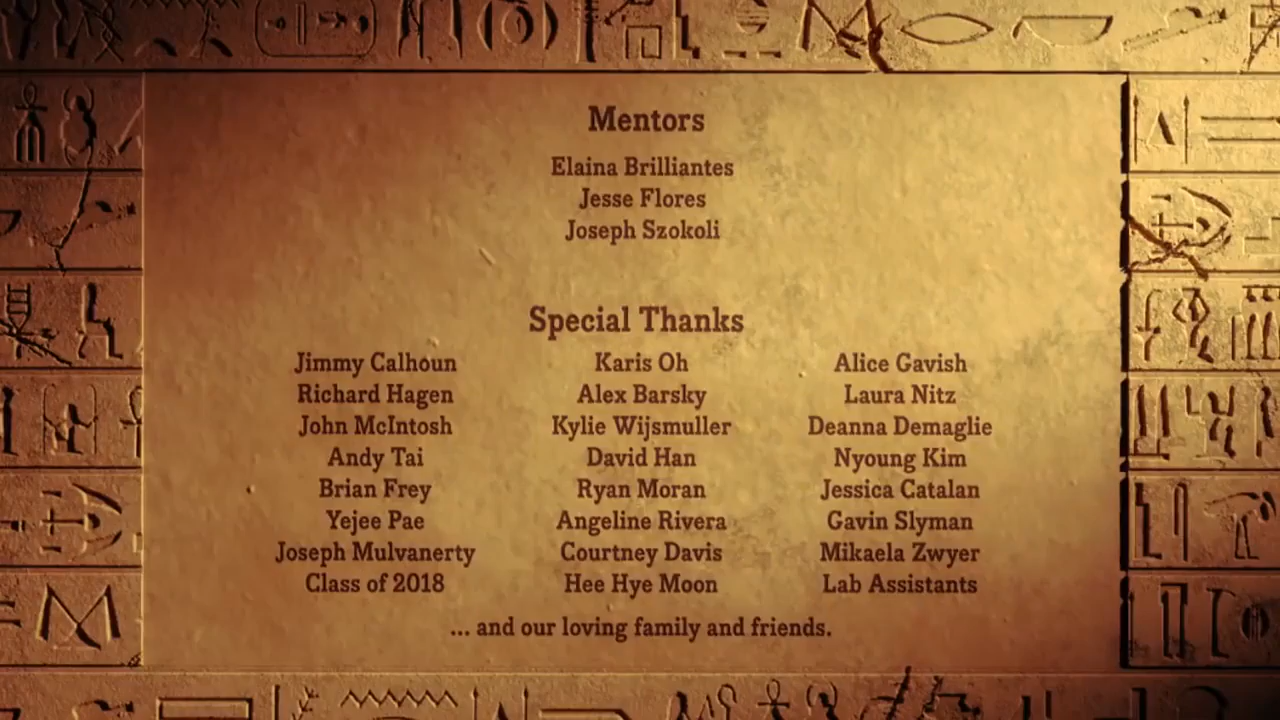 Mentors
Elaina Brilliantes
Jesse Flores
Joseph Szokoli
Special Thanks
Jimmy Calhoun Karis Oh Alice Gavish
Richard Hagen Alex Barsky Laura Nitz
John McIntosh Kylie Wijsmuller Deanna Demaglie
Andy Tai David Han Nyoung Kim
Brian Frey Ryan Moran Jessica Catalan
Yejee Pae Angeline Rivera Gavin Slyman
Joseph Mulvanerty Courtney Davis Mikaela Zwyer
Class of 2018 Hee Hye Moon Lab Assistants
... and our loving family and friends.